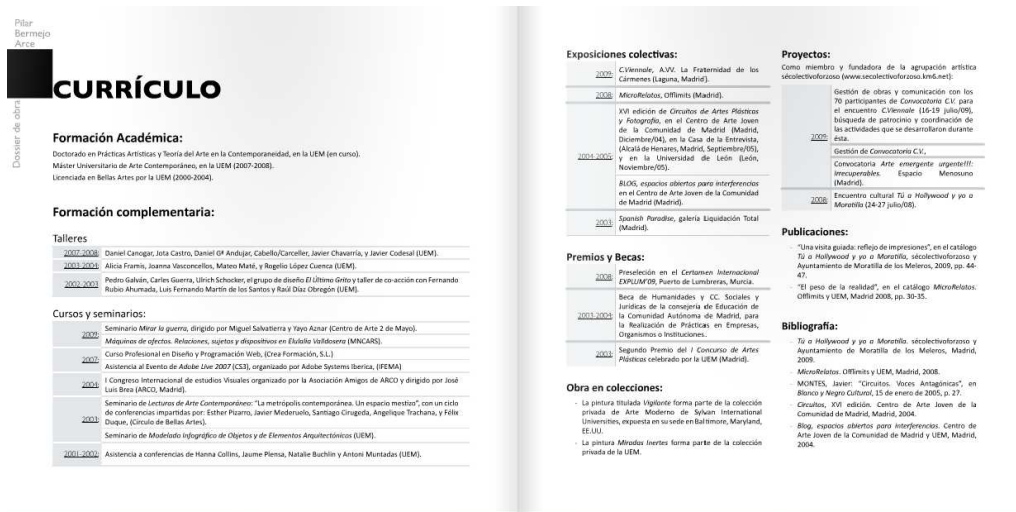 Pilar
Bermejo
Arce
Dossier de obra
CURRÍCULO
Formación Académica:
Doctorado en Prácticas Artísticas y Teoría del Arte en la Contemporaneidad, en la UEM (en curso).
Máster Universitario de Arte Contemporáneo, en la UEM (2007-2008).
Licenciada en Bellas Artes por la UEM (2000-2004).
Formación complementaria:
Talleres
2007-2008: Daniel Canogar, Jota Castro, Daniel Gª Andujar, Cabello/Carceller, Javier Chavarría, y Javier Codesal (UEM).
2003-2004: Alicia Framis, Joanna Vasconcellos, Mateo Maté, y Rogelio López Cuenca (UEM).
2002-2003 Pedro Galván, Carles Guerra, Ulrich Schocker, el grupo de diseño El Último Grito y taller de co-acción con Fernando
Rubio Ahumada, Luis Fernando Martín de los Santos y Raúl Díaz Obregón (UEM).
Cursos y seminarios:
2009: Seminario Mirar la guerra, dirigido por Miguel Salvatierra y Yayo Aznar (Centro de Arte 2 de Mayo).
Máquinas de afectos. Relaciones, sujetos y dispositivos en Elulalia Valldosera (MNCARS).
2007: Curso Profesional en Diseño y Programación Web, (Crea Formación, S.L.)
Asistencia al Evento de Adobe Live 2007 (CS3), organizado por Adobe Systems Iberica, (IFEMA)
2004: I Congreso Internacional de estudios Visuales organizado por la Asociación Amigos de ARCO y dirigido por José
Luis Brea (ARCO, Madrid).
2003: Seminario de Lecturas de Arte Contemporáneo: "La metrópolis contemporánea. Un espacio mestizo", con un ciclo
de conferencias impartidas por: Esther Pizarro, Javier Mederuelo, Santiago Cirugeda, Angelique Trachana, y Félix
Duque, (Círculo de Bellas Artes).
Seminario de Modelado Infográfico de Objetos y de Elementos Arquitectónicos (UEM).
2001-2002: Asistencia a conferencias de Hanna Collins, Jaume Plensa, Natalie Buchlin y Antoni Muntadas (UEM).
Exposiciones colectivas:
2009: C.Viennale, A.VV. La Fraternidad de los
Cármenes (Laguna, Madrid).
2008: MicroRelatos, Offlimits (Madrid).
2004-2005: XVI edición de Circuitos de Artes Plásticas
y Fotografía, en el Centro de Arte Joven
de la Comunidad de Madrid (Madrid,
Diciembre/04), en la Casa de la Entrevista,
(Alcalá de Henares, Madrid, Septiembre/05),
y en la Universidad de León (León,
Noviembre/05).
BLOG, espacios abiertos para interferencias
en el Centro de Arte Joven de la Comunidad
de Madrid (Madrid).
2003: Spanish Paradise, galería Liquidación Total
(Madrid).
Premios y Becas:
2008: Preselección en el Certamen Internacional
EXPLUM'09, Puerto de Lumbreras, Murcia.
2003-2004: Beca de Humanidades y CC. Sociales y
Jurídicas de la consejería de Educación de
la Comunidad Autónoma de Madrid, para
la Realización de Prácticas en Empresas,
Organismos o Instituciones.
2003: Segundo Premio del I Concurso de Artes
Plásticas celebrado por la UEM (Madrid).
Obra en colecciones:
- La pintura titulada Vigilante forma parte de la colección
privada de Arte Moderno de Sylvan International
Universities, expuesta en su sede en Baltimore, Maryland,
EE.UU.
- La pintura Miradas Inertes forma parte de la colección
privada de la UEM.
Proyectos:
Como miembro y fundadora de la agrupación artística
sécolectivoforzoso (www.secolectivoforzoso.km6.net):
2009: Gestión de obras y comunicación con los
70 participantes de Convocatoria C.V. para
el encuentro C.Viennale (16-19 julio/09),
búsqueda de patrocinio y coordinación de
las actividades que se desarrollaron durante
ésta.
Gestión de Convocatoria C.V.,
Convocatoria Arte emergente urgente!!!:
Irrecuperables. Espacio Menosuno
(Madrid).
2008: Encuentro cultural Tú a Hollywood y yo a
Moratilla (24-27 julio/08).
Publicaciones:
- "Una visita guiada: reflejo de impresiones", en el catálogo
Tú a Hollywood y yo a Moratilla, sécolectivoforzoso y
Ayuntamiento de Moratilla de los Meleros, 2009, pp. 44-
47.
- "El peso de la realidad", en el catálogo MicroRelatos.
Offlimits y UEM, Madrid 2008, pp. 30-35.
Bibliografía:
- Tú a Hollywood y yo a Moratilla. sécolectivoforzoso y
Ayuntamiento de Moratilla de los Meleros, Madrid,
2009.
- MicroRelatos. Offlimits y UEM, Madrid, 2008.
- MONTES, Javier: "Circuitos. Voces Antagónicas", en
Blanco y Negro Cultural, 15 de enero de 2005, p. 27.
- Circuitos, XVI edición. Centro de Arte Joven de la
Comunidad de Madrid, Madrid, 2004.
- Blog, espacios abiertos para interferencias. Centro de
Arte Joven de la Comunidad de Madrid y UEM, Madrid,
2004.